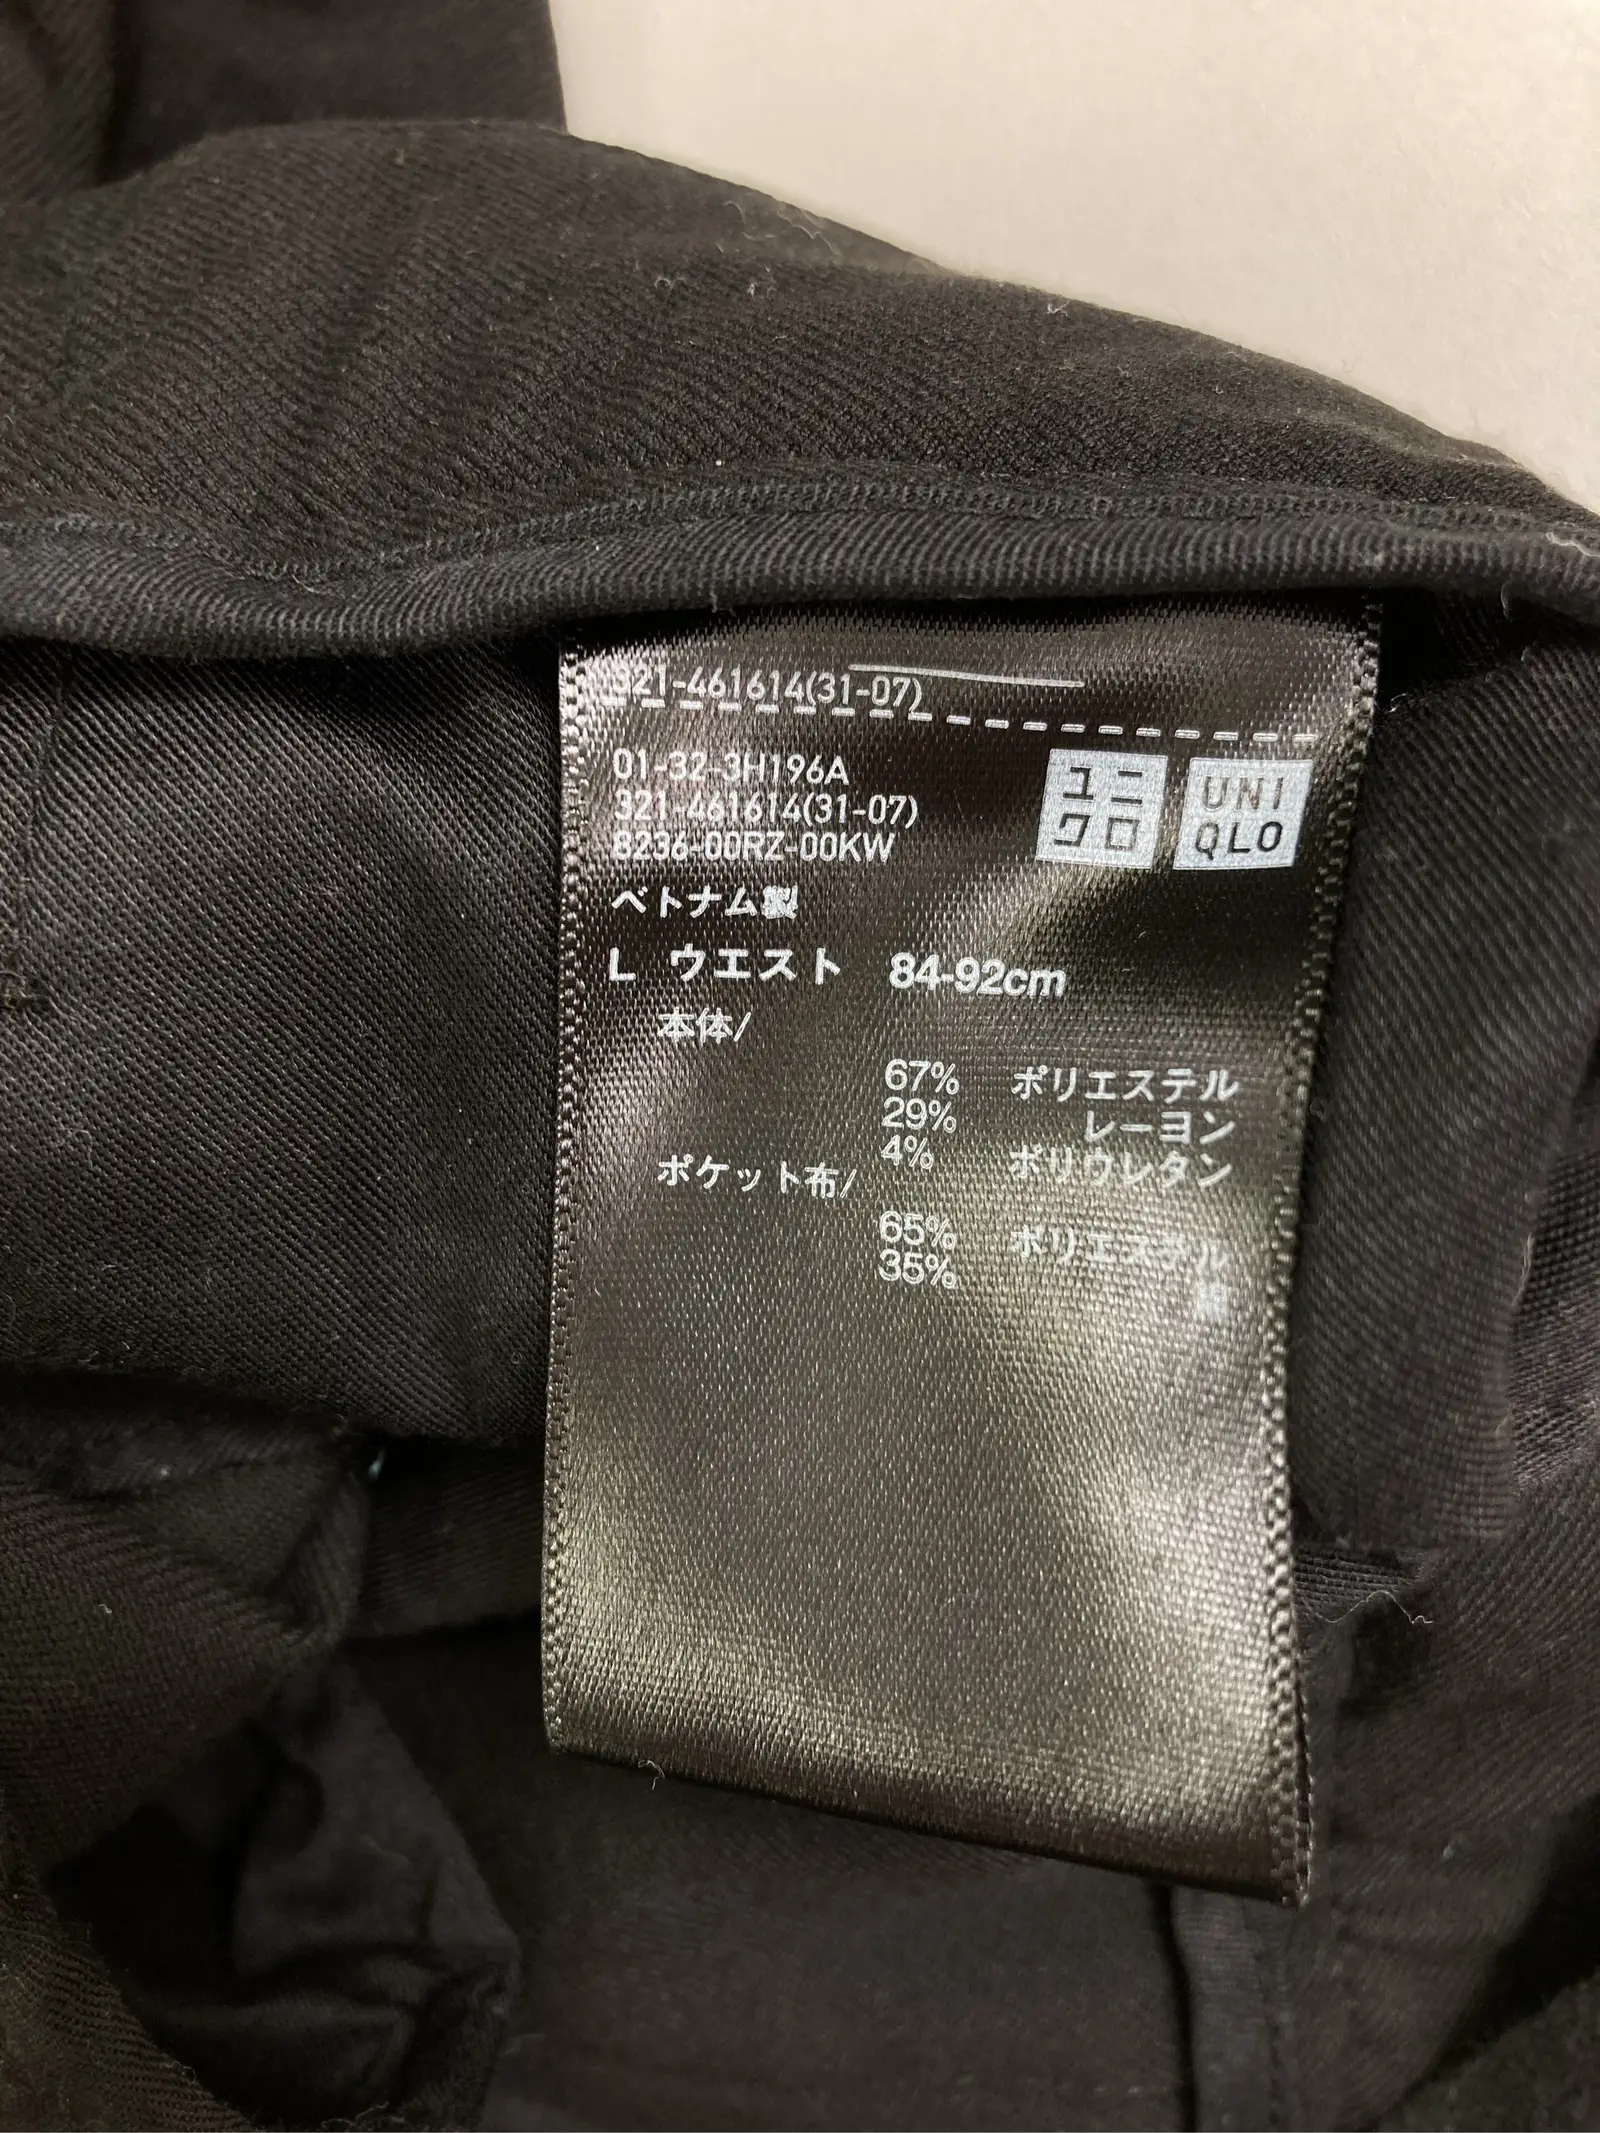 321-461614(31-07)
01-32-3H196A
321-461614(31-07)
8236-00RZ-00KW
ユニ
クロ
UNI
QLO
ベトナム製
L ウエスト 84-92cm
本体/
67% ポリエステル
29% レーヨン
4% ポリウレタン
ポケット布/
65% ポリエステル
35% 綿